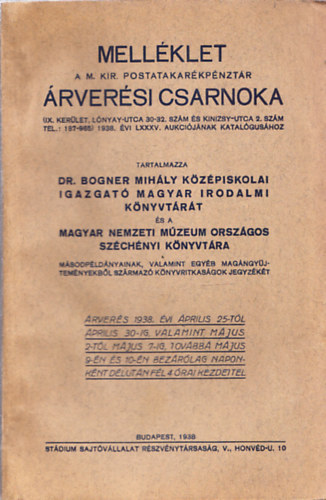 MELLÉKLET
A M. KIR. POSTATAKARÉKPÉNZTÁR
ÁRVERÉSI CSARNOKA
(IX. KERÜLET, LÓNYAY-UTCA 30-32. SZÁM ÉS KINIZSY-UTCA 2. SZÁM
TEL.: 187-985) 1938. ÉVI LXXXV. AUKCIÓJÁNAK KATALÓGUSÁHOZ
TARTALMAZZA
DR. BOGNER MIHÁLY KÖZÉPISKOLAI
IGAZGATÓ MAGYAR IRODALMI
KÖNYVTÁRÁT
ÉS A
MAGYAR NEMZETI MÚZEUM ORSZÁGOS
SZÉCHÉNYI KÖNYVTÁRA
MÁSODPÉLDÁNYAINAK, VALAMINT EGYÉB MAGÁNGYÜJ-
TEMÉNYEKBŐL SZÁRMAZÓ KÖNYVRITKASÁGOK JEGYZÉKÉT
ÁRVERÉS 1938. ÉVI ÁPRILIS 25-TŐL
ÁPRILIS 30-IG, VALAMINT MÁJUS
2-TŐL MÁJUS 7-IG, TOVÁBBÁ MÁJUS
9-ÉN ÉS 10-ÉN BEZÁRÓLAG NAPON-
KÉNT DÉLUTÁN FÉL 4 ÓRAI KEZDETTEL
BUDAPEST, 1938
STÁDIUM SAJTÓVÁLLALAT RÉSZVÉNYTÁRSASÁG, V., HONVÉD-U. 10